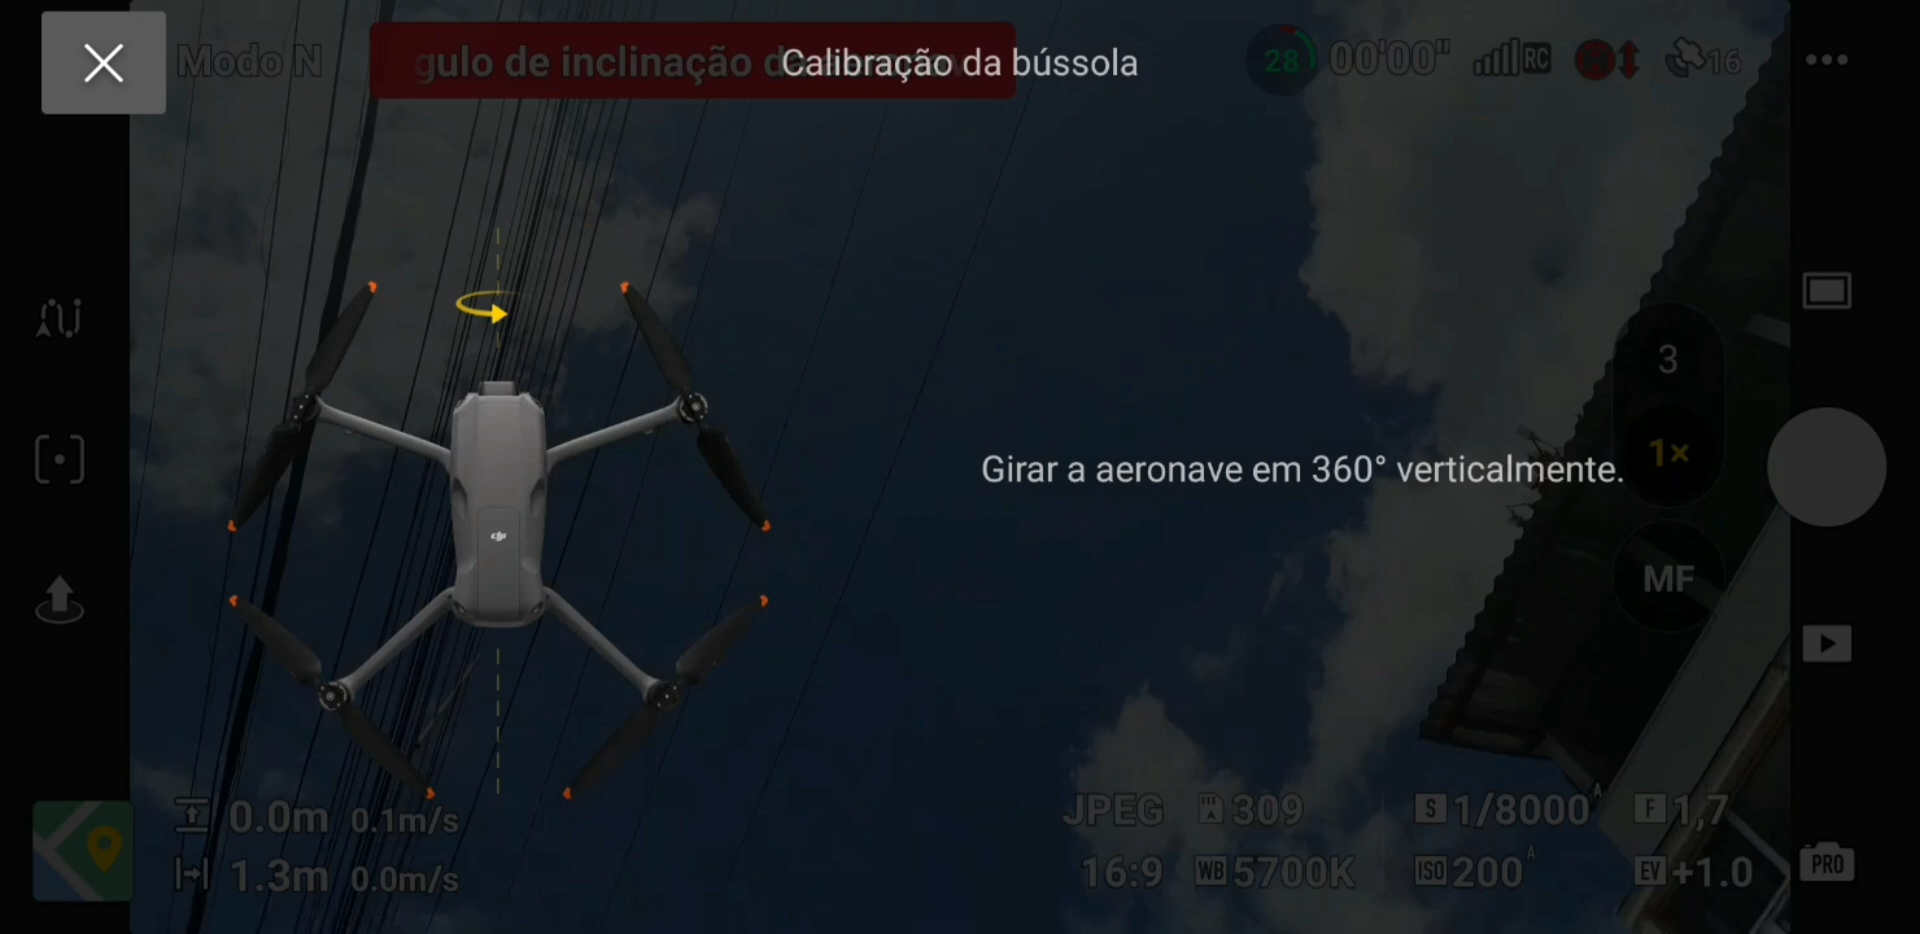 Modo N
gulo de inclinação d
Calibração da bússola
28
00'00"
RC
16
3
Girar a aeronave em 360° verticalmente.
1×
MF
dji
0.0m 0.1m/s
JPEG 309 S 1/8000 A F 1,7
1.3m 0.0m/s
16:9 WB 5700K ISO 200 A EV +1.0
PRO